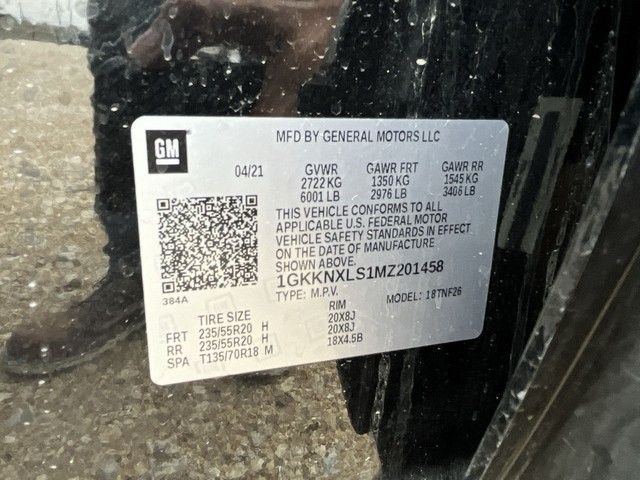 GM
MFD BY GENERAL MOTORS LLC
04/21 GVWR GAWR FRT GAWR RR
2722 KG 1350 KG 1545 KG
6001 LB 2976 LB 3406 LB
THIS VEHICLE CONFORMS TO ALL
APPLICABLE U.S. FEDERAL MOTOR
VEHICLE SAFETY STANDARDS IN EFFECT
ON THE DATE OF MANUFACTURE
SHOWN ABOVE.
1GKKNXLS1MZ201458
384A TYPE: M.P.V. MODEL: 18TNF26
TIRE SIZE RIM
FRT 235/55R20 H 20X8J
RR 235/55R20 H 20X8J
SPA T135/70R18 M 18X4.5B